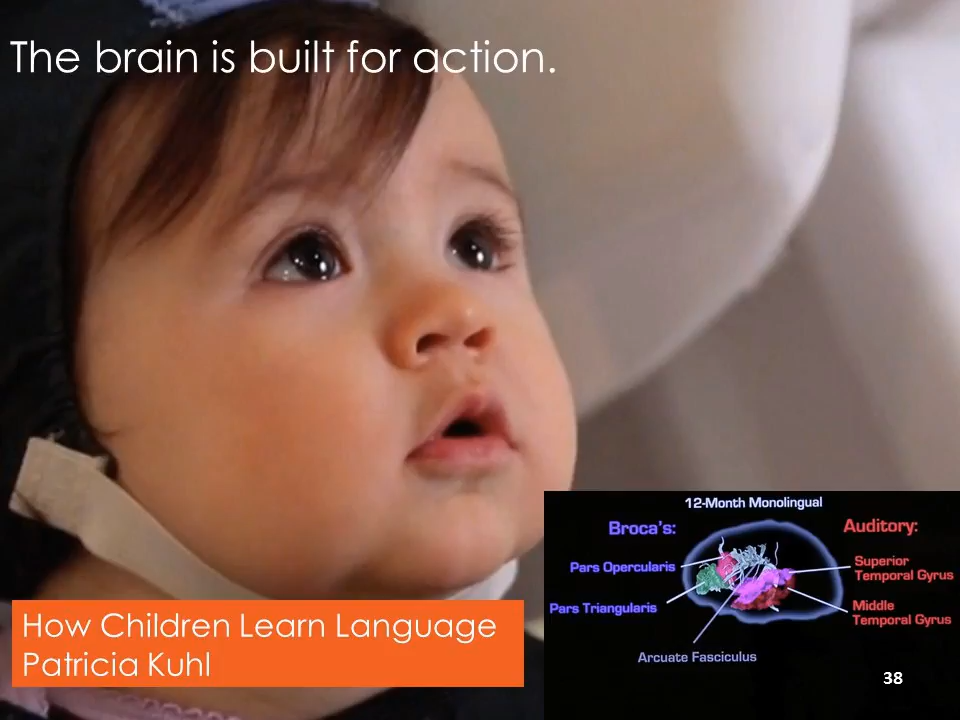 The brain is built for action.
12-Month Monolingual
Broca's:
Auditory:
Pars Opercularis
Superior
Temporal Gyrus
Pars Triangularis
Middle
Temporal Gyrus
Arcuate Fasciculus
How Children Learn Language
Patricia Kuhl
38